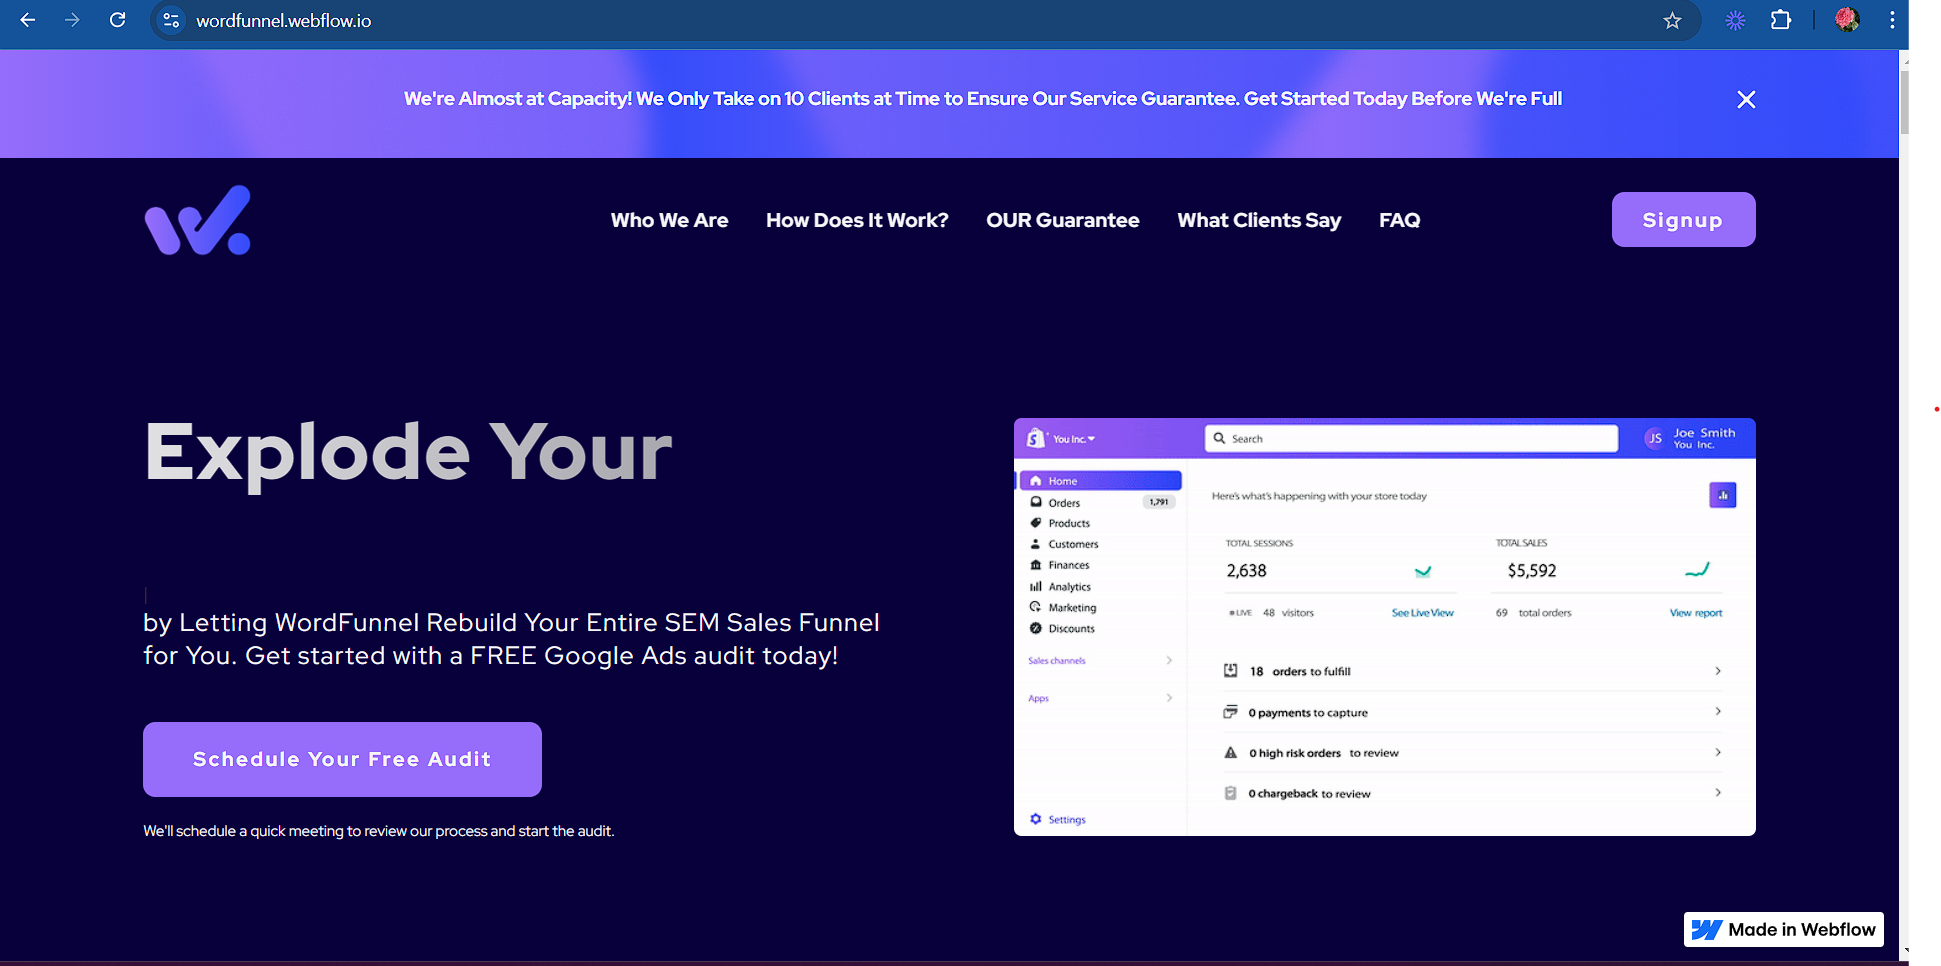 wordfunnel.webflow.io
We're Almost at Capacity! We Only Take on 10 Clients at Time to Ensure Our Service Guarantee. Get Started Today Before We're Full
Who We Are How Does It Work? OUR Guarantee What Clients Say FAQ
Signup
Explode Your
by Letting WordFunnel Rebuild Your Entire SEM Sales Funnel
for You. Get started with a FREE Google Ads audit today!
Schedule Your Free Audit
We'll schedule a quick meeting to review our process and start the audit.
You Inc.
Search
JS
Joe Smith
You Inc.
Home
Orders 1,791
Products
Customers
Finances
Analytics
Marketing
Discounts
Sales channels
Apps
Settings
Here's what's happening with your store today
TOTAL SESSIONS
2,638
LIVE 48 visitors See Live View
TOTAL SALES
$5,592
69 total orders View report
18 orders to fulfill
0 payments to capture
0 high risk orders to review
0 chargeback to review
Made in Webflow